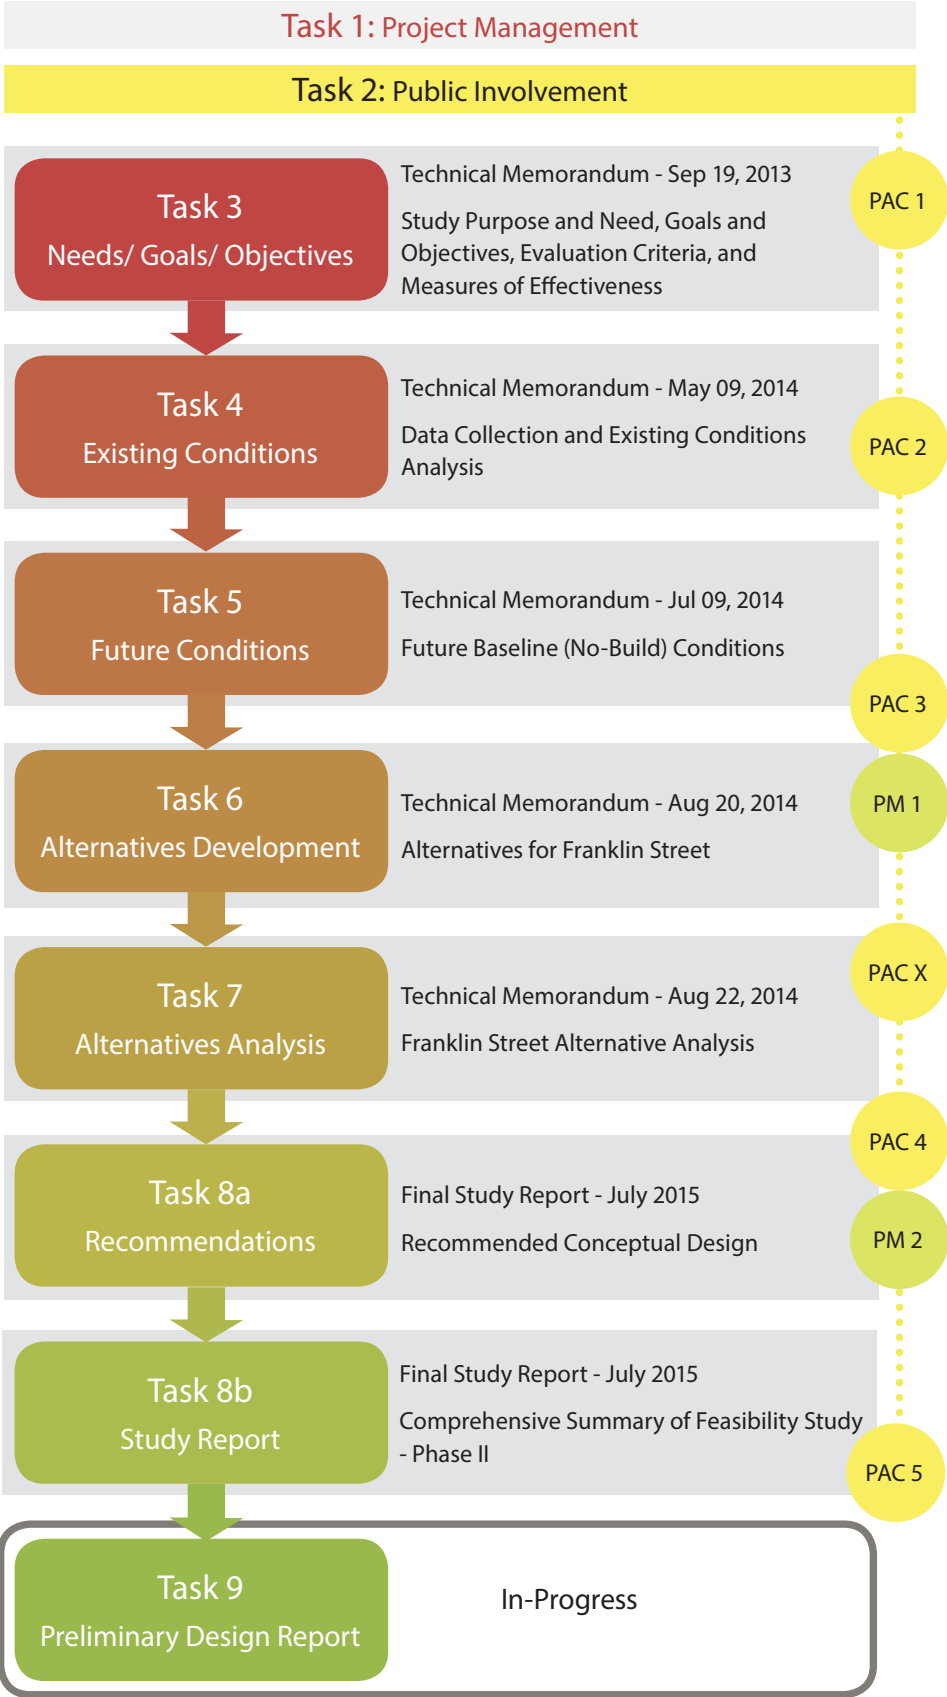 Task 1: Project Management
Task 2: Public Involvement
Task 3
Needs/ Goals/ Objectives
Technical Memorandum - Sep 19, 2013
Study Purpose and Need, Goals and
Objectives, Evaluation Criteria, and
Measures of Effectiveness
PAC 1
Task 4
Existing Conditions
Technical Memorandum - May 09, 2014
Data Collection and Existing Conditions
Analysis
PAC 2
Task 5
Future Conditions
Technical Memorandum - Jul 09, 2014
Future Baseline (No-Build) Conditions
PAC 3
Task 6
Alternatives Development
Technical Memorandum - Aug 20, 2014
Alternatives for Franklin Street
PM 1
Task 7
Alternatives Analysis
Technical Memorandum - Aug 22, 2014
Franklin Street Alternative Analysis
PAC X
PAC 4
Task 8a
Recommendations
Final Study Report - July 2015
Recommended Conceptual Design
PM 2
Task 8b
Study Report
Final Study Report - July 2015
Comprehensive Summary of Feasibility Study
- Phase II
PAC 5
Task 9
Preliminary Design Report
In-Progress